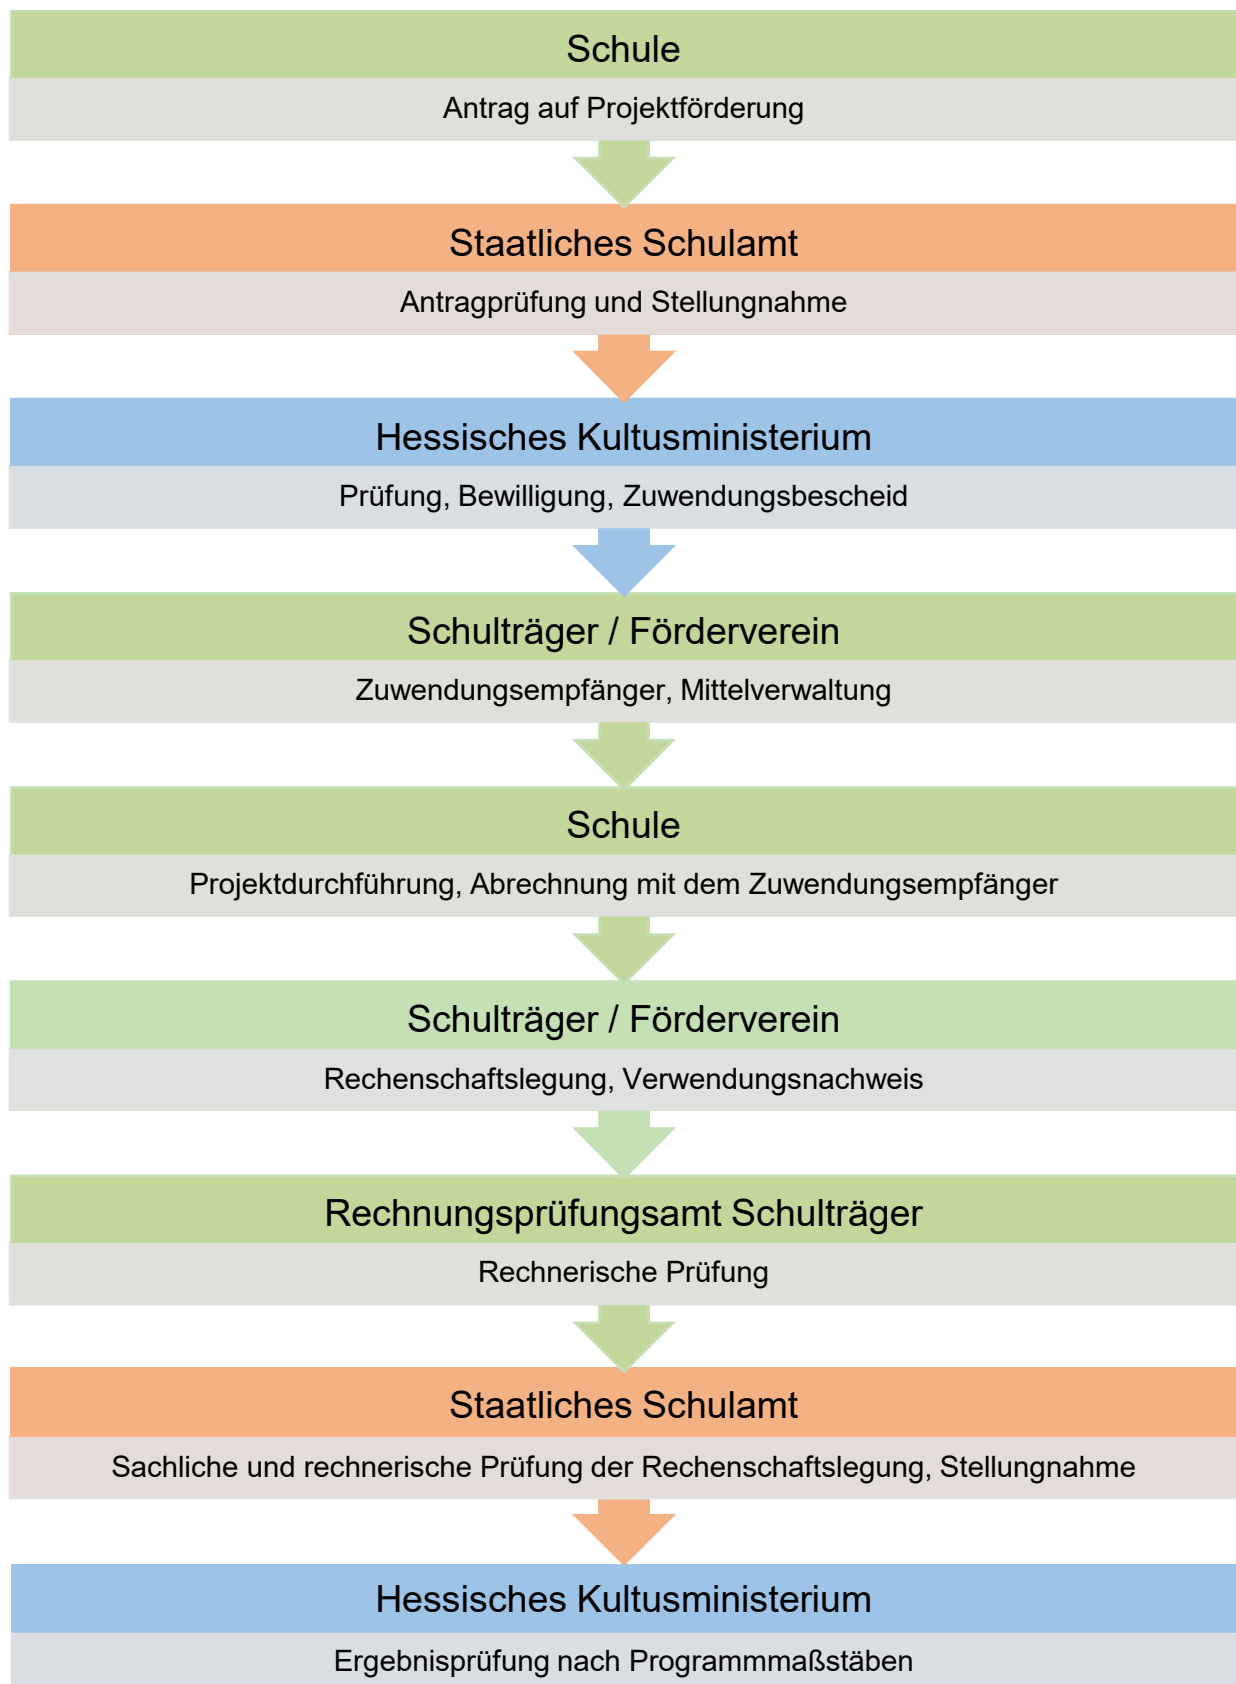 Schule
Antrag auf Projektförderung
Staatliches Schulamt
Antragprüfung und Stellungnahme
Hessisches Kultusministerium
Prüfung, Bewilligung, Zuwendungsbescheid
Schulträger / Förderverein
Zuwendungsempfänger, Mittelverwaltung
Schule
Projektdurchführung, Abrechnung mit dem Zuwendungsempfänger
Schulträger / Förderverein
Rechenschaftslegung, Verwendungsnachweis
Rechnungsprüfungsamt Schulträger
Rechnerische Prüfung
Staatliches Schulamt
Sachliche und rechnerische Prüfung der Rechenschaftslegung, Stellungnahme
Hessisches Kultusministerium
Ergebnisprüfung nach Programmmaßstäben